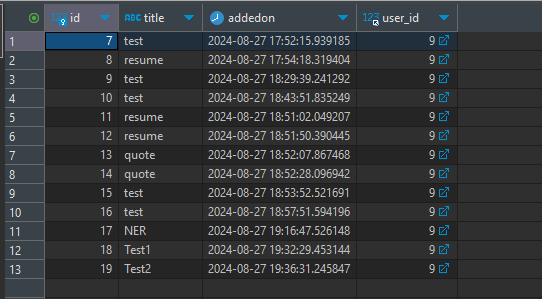 123 id ABC title addedon 123 user_id
1 7 test 2024-08-27 17:52:15.939185 9
2 8 resume 2024-08-27 17:54:18.319404 9
3 9 test 2024-08-27 18:29:39.241292 9
4 10 test 2024-08-27 18:43:51.835249 9
5 11 resume 2024-08-27 18:51:02.049207 9
6 12 resume 2024-08-27 18:51:50.390445 9
7 13 quote 2024-08-27 18:52:07.867468 9
8 14 quote 2024-08-27 18:52:28.096942 9
9 15 test 2024-08-27 18:53:52.521691 9
10 16 test 2024-08-27 18:57:51.594196 9
11 17 NER 2024-08-27 19:16:47.526148 9
12 18 Test1 2024-08-27 19:32:29.453144 9
13 19 Test2 2024-08-27 19:36:31.245847 9